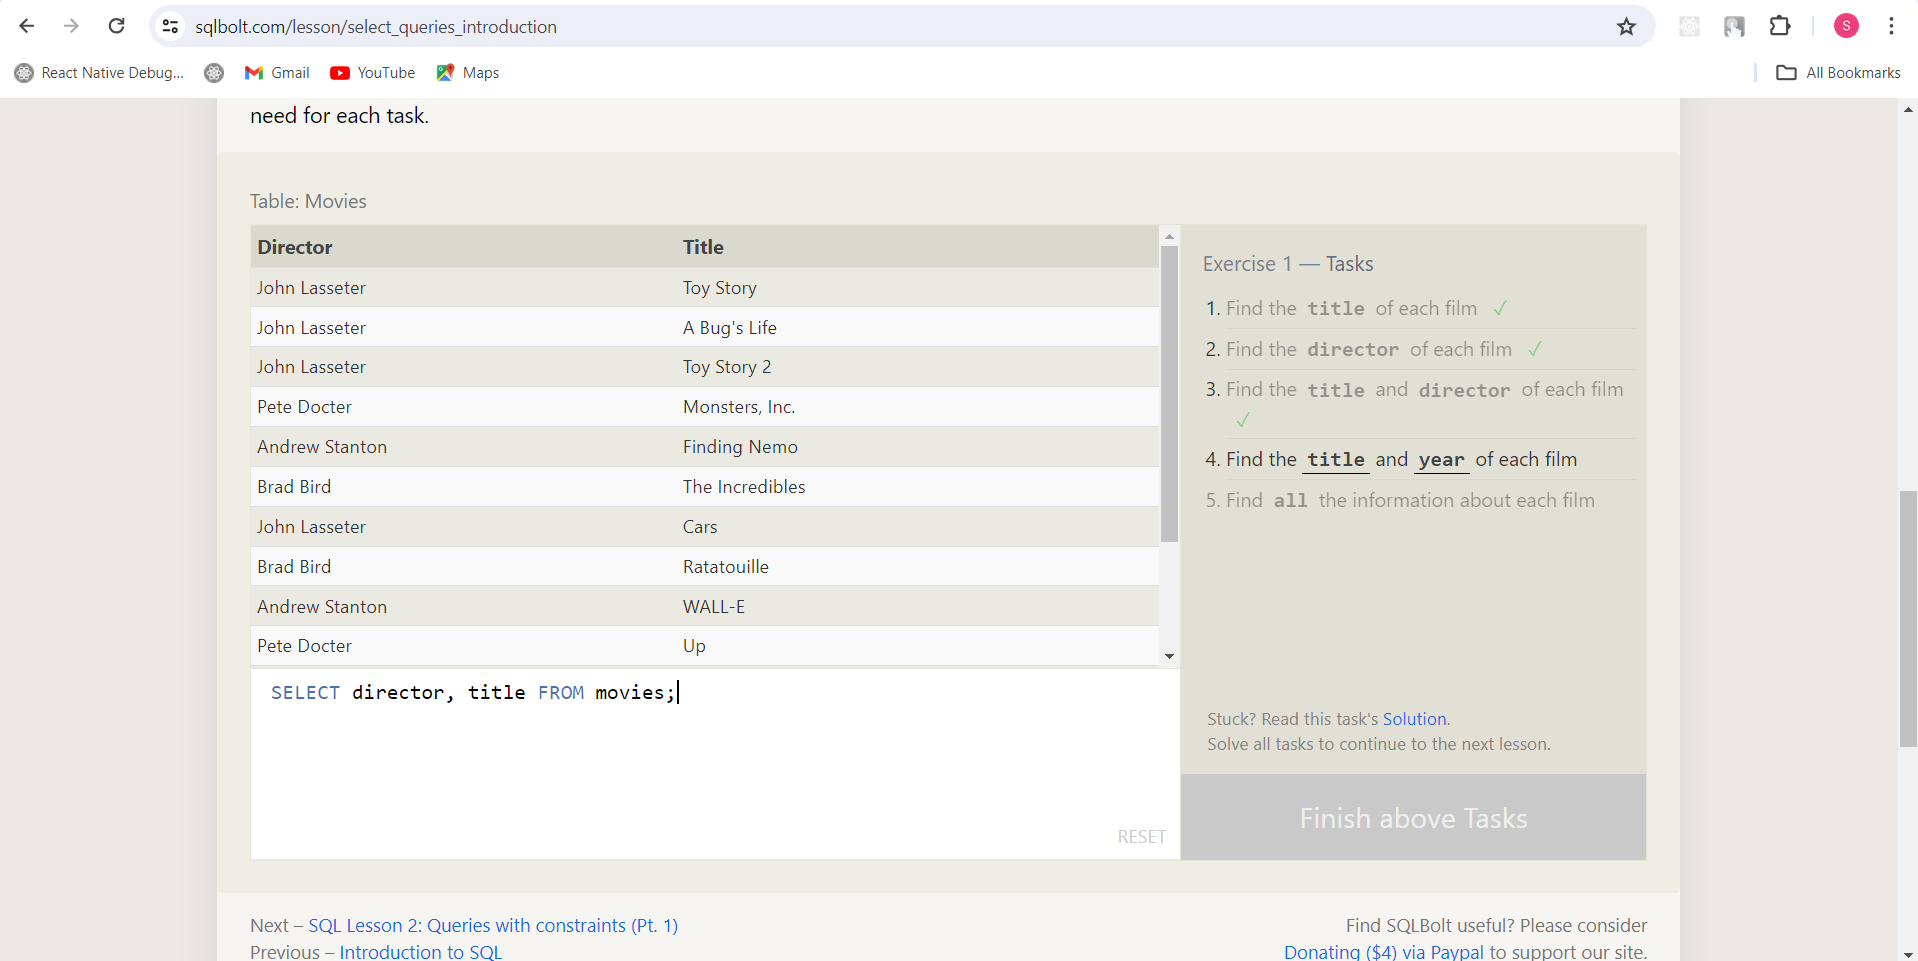 sqlbolt.com/lesson/select_queries_introduction
S
React Native Debug...
Gmail
YouTube
Maps
All Bookmarks
need for each task.
Table: Movies
Director Title
John Lasseter Toy Story
John Lasseter A Bug's Life
John Lasseter Toy Story 2
Pete Docter Monsters, Inc.
Andrew Stanton Finding Nemo
Brad Bird The Incredibles
John Lasseter Cars
Brad Bird Ratatouille
Andrew Stanton WALL-E
Pete Docter Up
SELECT director, title FROM movies;
RESET
Exercise 1 — Tasks
1. Find the title of each film ✓
2. Find the director of each film ✓
3. Find the title and director of each film
✓
4. Find the title and year of each film
5. Find all the information about each film
Stuck? Read this task's Solution.
Solve all tasks to continue to the next lesson.
Finish above Tasks
Next – SQL Lesson 2: Queries with constraints (Pt. 1)
Previous – Introduction to SQL
Find SQLBolt useful? Please consider
Donating ($4) via Paypal to support our site.